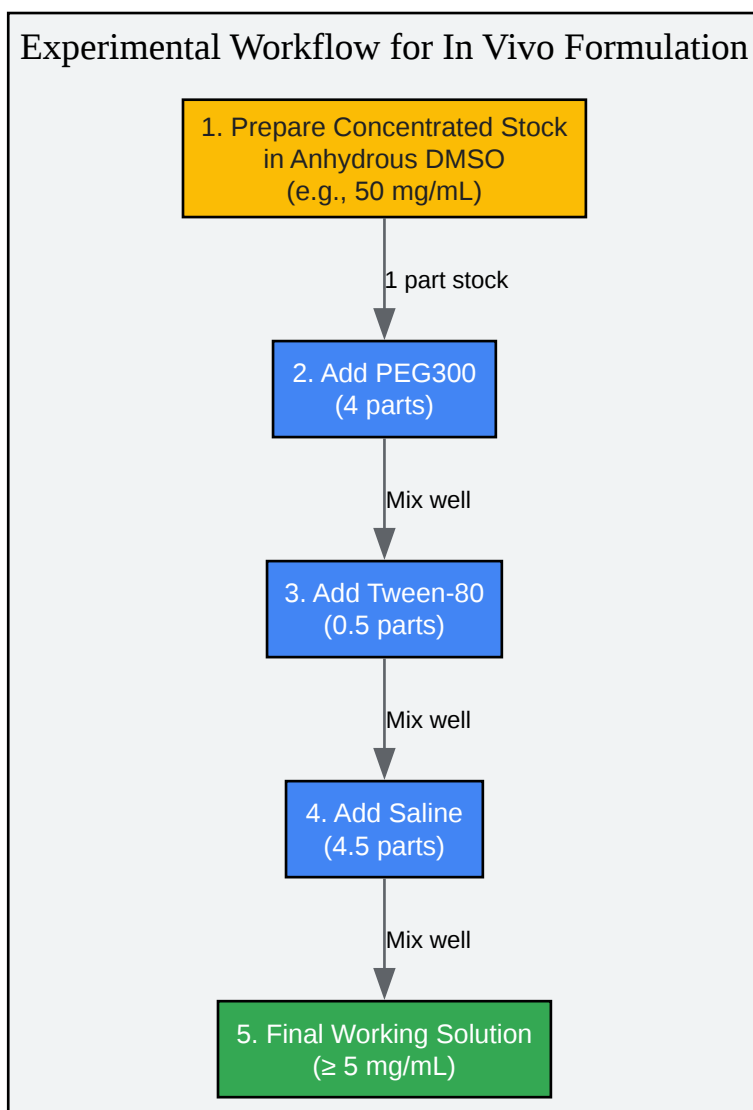 Experimental Workflow for In Vivo Formulation
1. Prepare Concentrated Stock
in Anhydrous DMSO
(e.g., 50 mg/mL)
1 part stock
2. Add PEG300
(4 parts)
Mix well
3. Add Tween-80
(0.5 parts)
Mix well
4. Add Saline
(4.5 parts)
Mix well
5. Final Working Solution
(≥ 5 mg/mL)